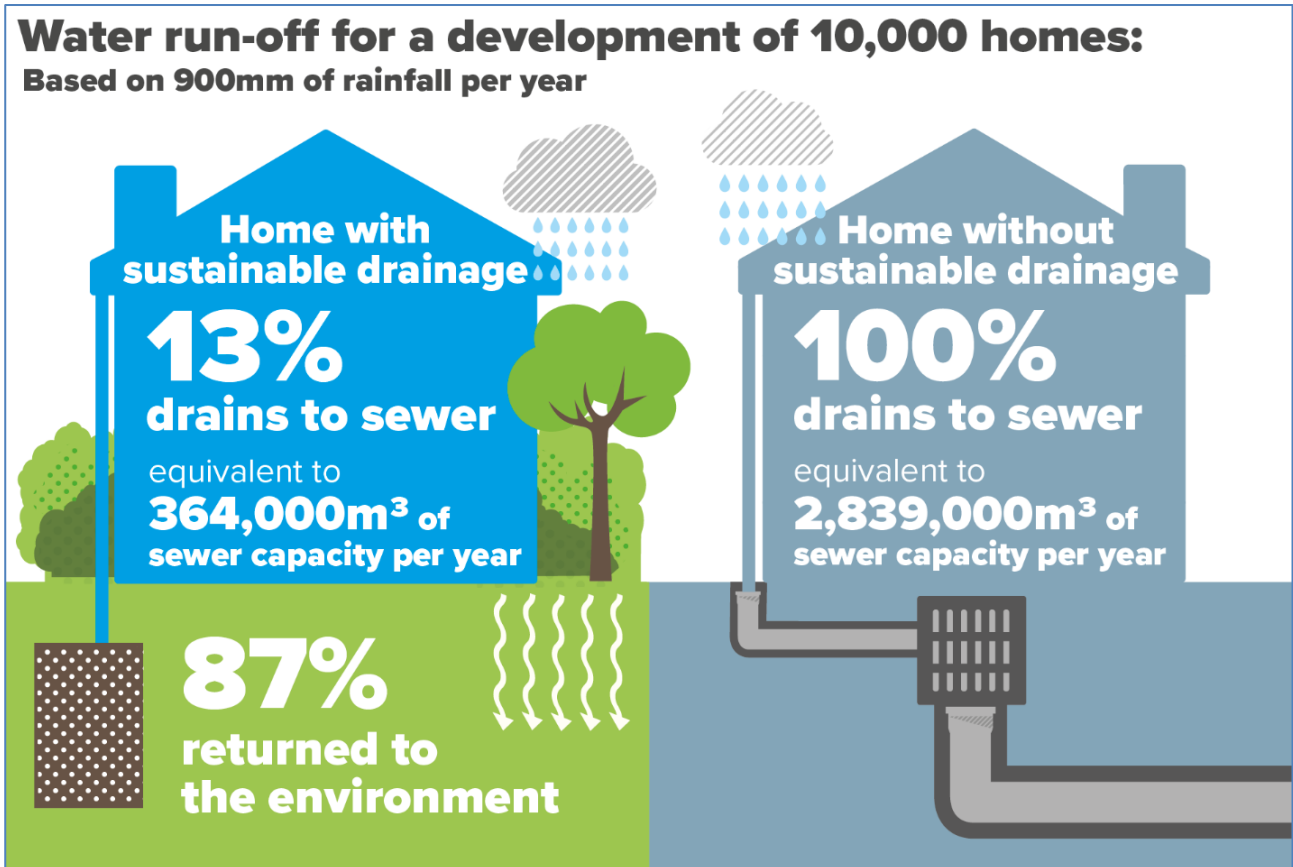 Water run-off for a development of 10,000 homes:
Based on 900mm of rainfall per year
Home with
sustainable drainage
13%
drains to sewer
equivalent to
364,000m³ of
sewer capacity per year
87%
returned to
the environment
Home without
sustainable drainage
100%
drains to sewer
equivalent to
2,839,000m³ of
sewer capacity per year